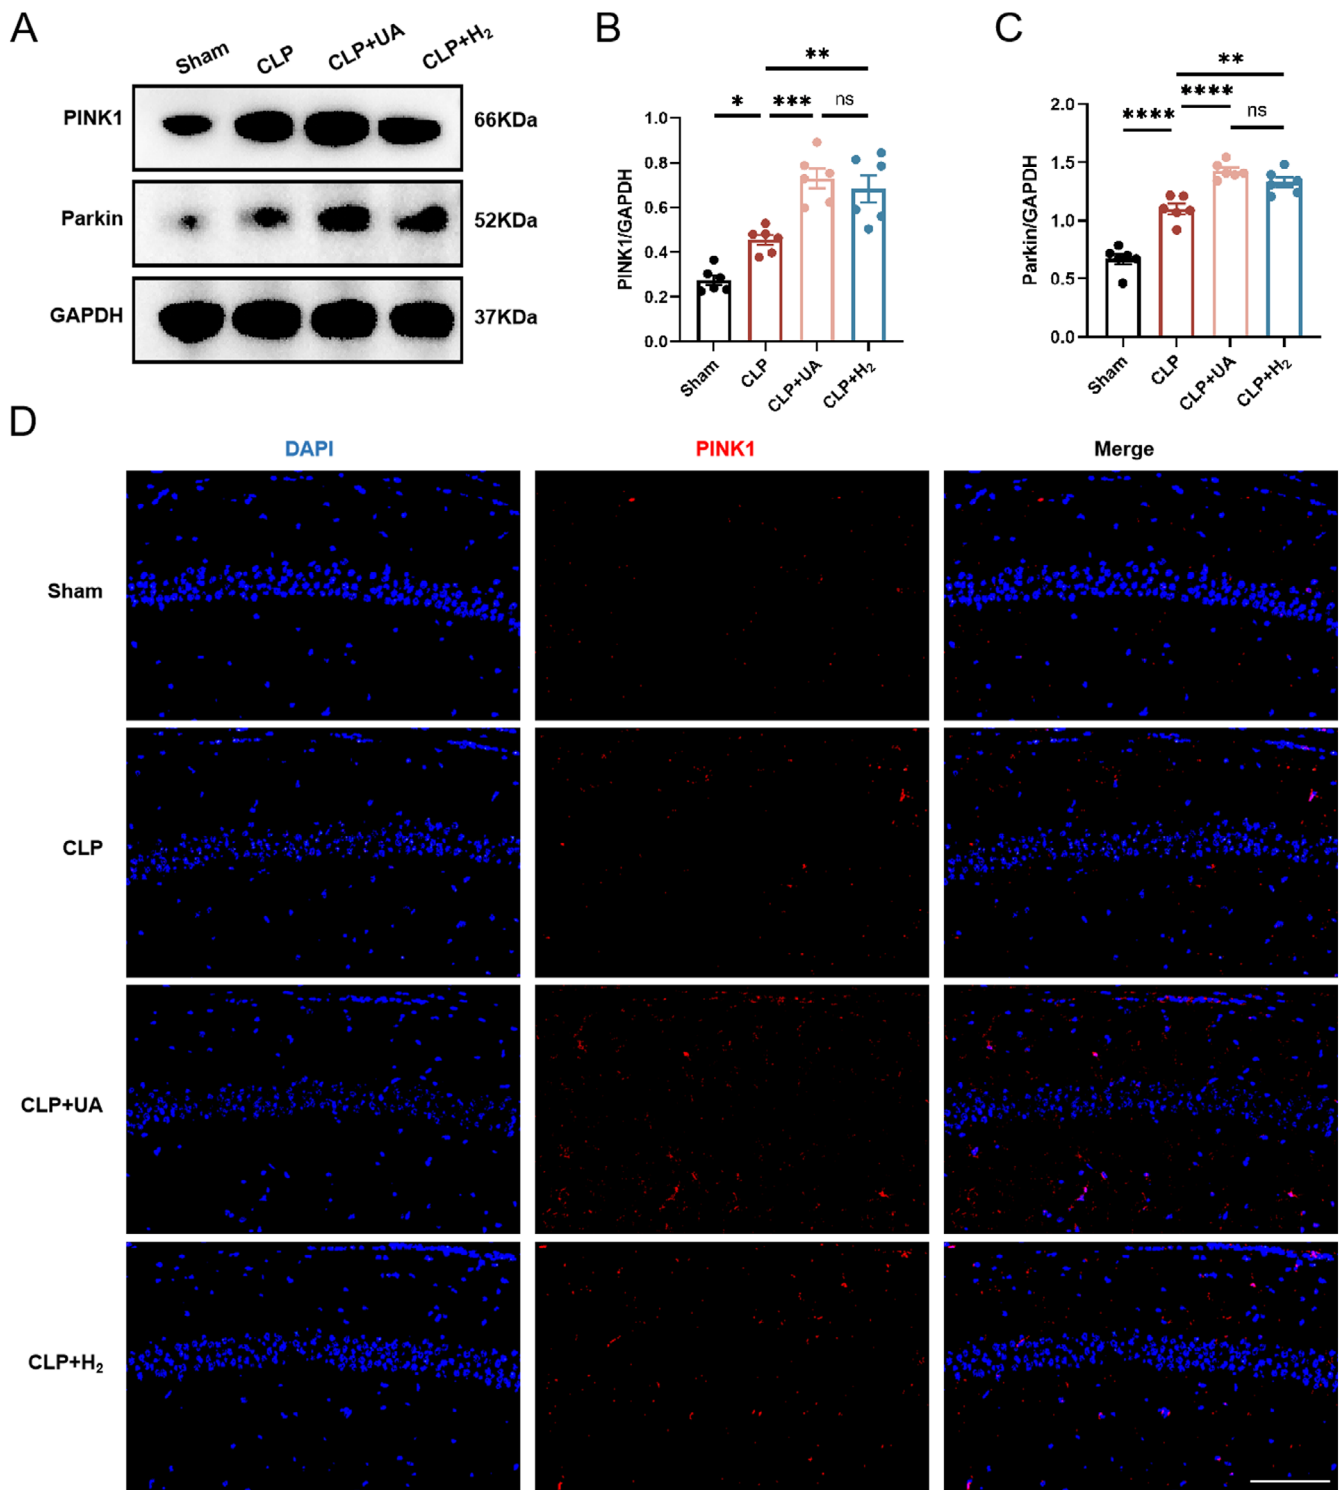 A
Sham
CLP
CLP+UA
CLP+H₂
PINK1
66KDa
Parkin
52KDa
GAPDH
37KDa
B
**
*
***
ns
PINK1/GAPDH
1.0
0.8
0.6
0.4
0.2
0.0
Sham
CLP
CLP+UA
CLP+H₂
C
**
****
****
ns
Parkin/GAPDH
2.0
1.5
1.0
0.5
0.0
Sham
CLP
CLP+UA
CLP+H₂
D
DAPI
PINK1
Merge
Sham
CLP
CLP+UA
CLP+H₂